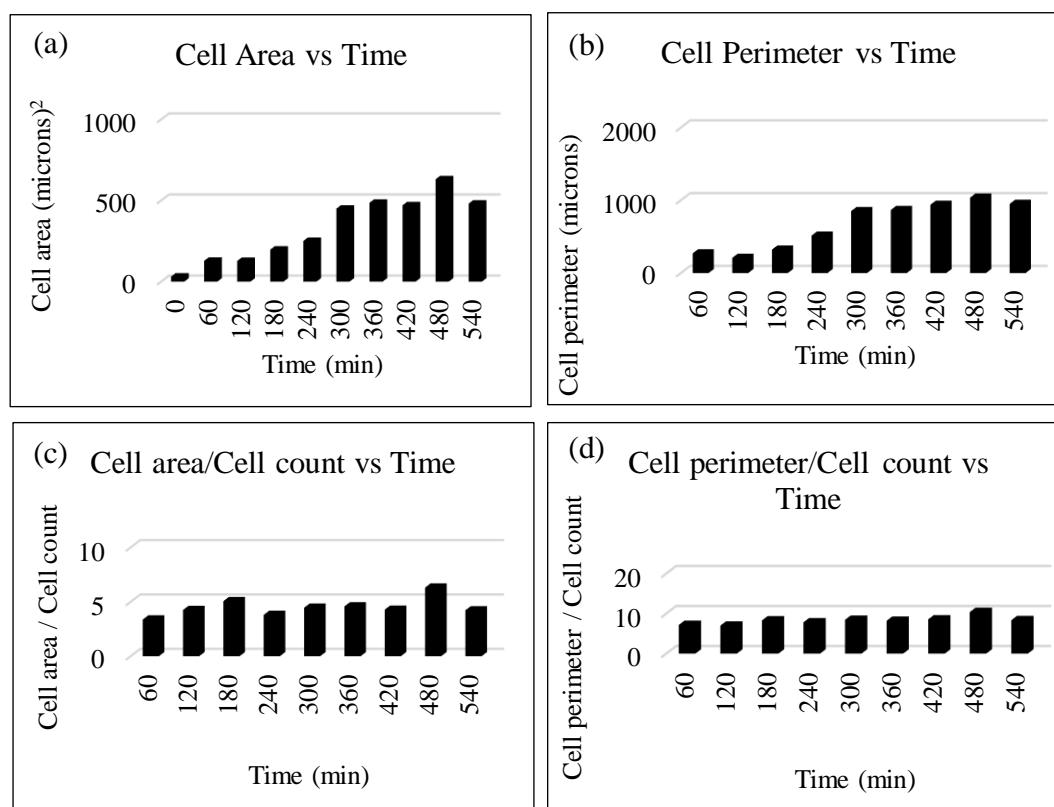 (a)
Cell Area vs Time
Cell area (microns)²
1000
500
0
0 60 120 180 240 300 360 420 480 540
Time (min)
(b)
Cell Perimeter vs Time
Cell perimeter (microns)
2000
1000
0
60 120 180 240 300 360 420 480 540
Time (min)
(c)
Cell area/Cell count vs Time
Cell area / Cell count
10
5
0
60 120 180 240 300 360 420 480 540
Time (min)
(d)
Cell perimeter/Cell count vs
Time
Cell perimeter / Cell count
20
10
0
60 120 180 240 300 360 420 480 540
Time (min)